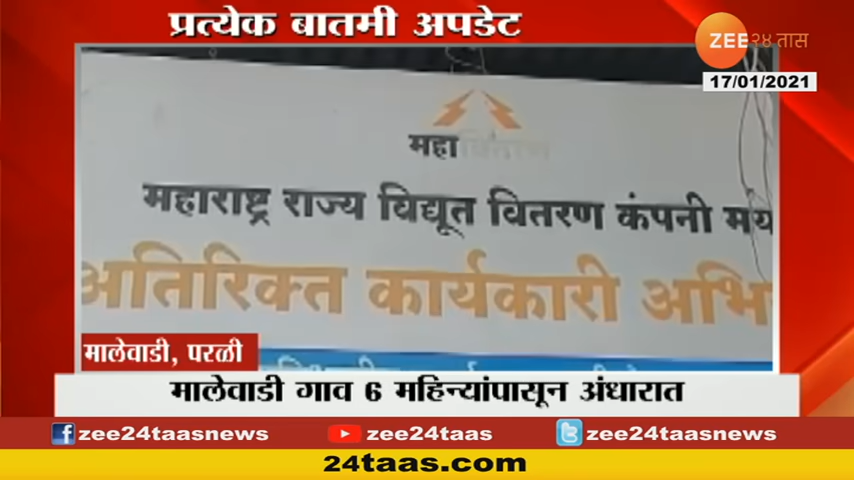 प्रत्येक बातमी अपडेट
ZEE २४ तास
17/01/2021
महावितरण
महाराष्ट्र राज्य विद्यूत वितरण कंपनी मर्या
अतिरिक्त कार्यकारी अभि
मालेवाडी, परळी
मालेवाडी गाव 6 महिन्यांपासून अंधारात
zee24taasnews
zee24taas
zee24taasnews
24taas.com